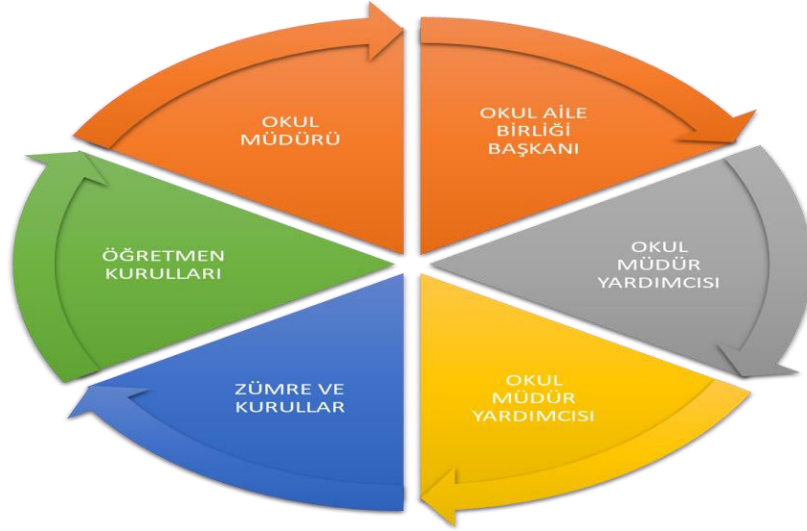 OKUL
MÜDÜRÜ
OKUL AİLE
BİRLİĞİ
BAŞKANI
OKUL
MÜDÜR
YARDIMCISI
OKUL
MÜDÜR
YARDIMCISI
ZÜMRE VE
KURULLAR
ÖĞRETMEN
KURULLARI